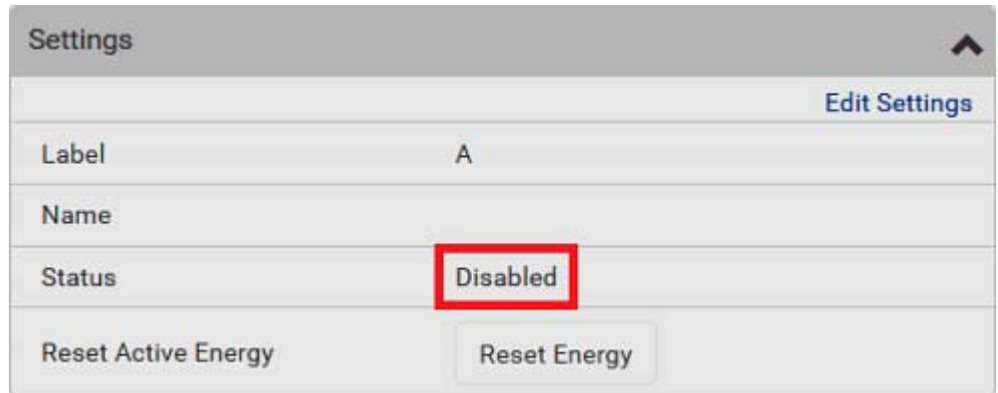 Settings
Edit Settings
Label A
Name
Status Disabled
Reset Active Energy Reset Energy